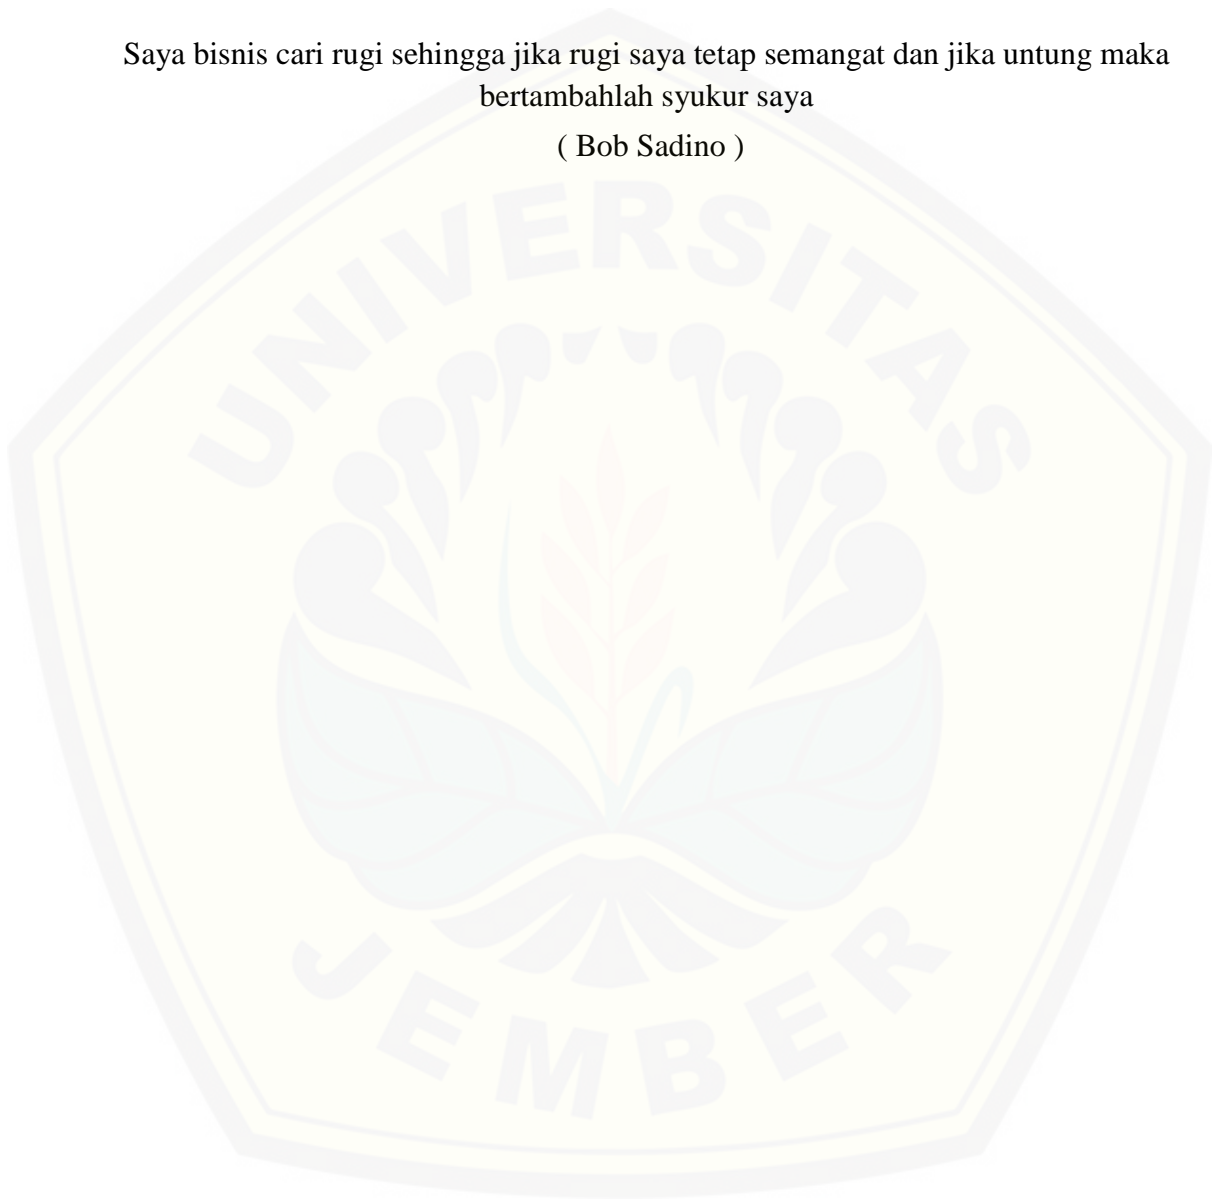 Saya bisnis cari rugi sehingga jika rugi saya tetap semangat dan jika untung maka
bertambahlah syukur saya
( Bob Sadino )
UNIVERSITAS
JEMBER